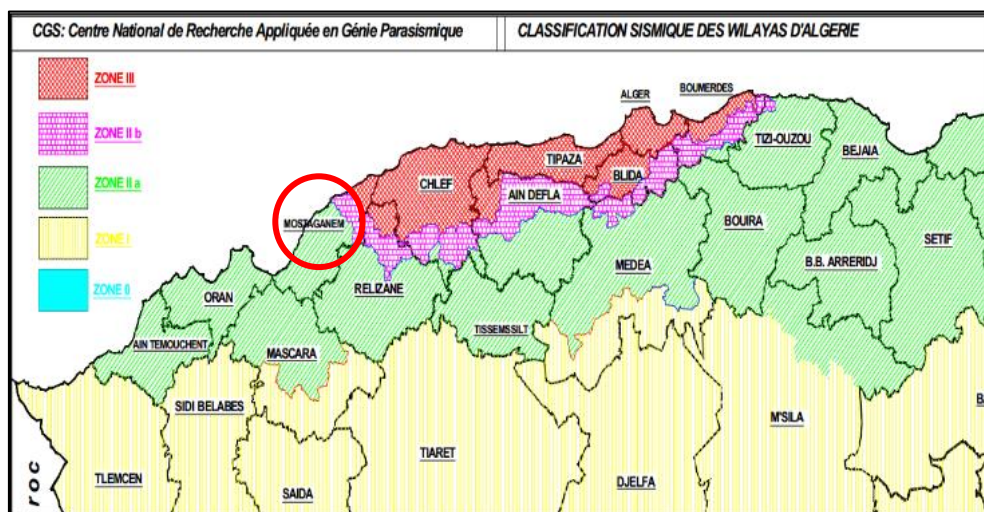 CGS: Centre National de Recherche Appliquée en Génie Parasismique
CLASSIFICATION SISMIQUE DES WILAYAS D'ALGERIE
ZONE III
ZONE II b
ZONE II a
ZONE I
ZONE 0
ALGER
BOUMERDES
TIZI-OUZOU
BEJAIA
TIPAZA
BLIDA
CHLEF
AIN DEFLA
MOSTAGANEM
BOUIRA
SETIF
B.B. ARRERIDJ
MEDEA
RELIZANE
ORAN
TISSEMSSILT
AIN TEMOUCHENT
MASCARA
SIDI BELABES
M'SILA
TIARET
TLEMCEN
SAIDA
DJELFA
B
roc